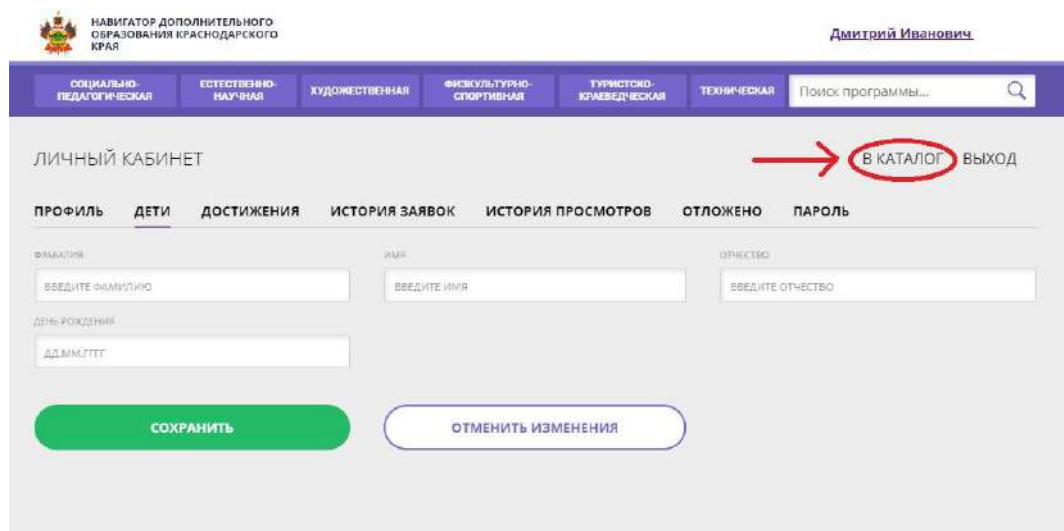 НАВИГАТОР ДОПОЛНИТЕЛЬНОГО
ОБРАЗОВАНИЯ КРАСНОДАРСКОГО
КРАЯ
Дмитрий Иванович
СОЦИАЛЬНО-
ПЕДАГОГИЧЕСКАЯ
ЕСТЕСТВЕННО-
НАУЧНАЯ
ХУДОЖЕСТВЕННАЯ
ФИЗКУЛЬТУРНО-
СПОРТИВНАЯ
ТУРИСТСКО-
КРАЕВЕДЧЕСКАЯ
ТЕХНИЧЕСКАЯ
Поиск программы...
ЛИЧНЫЙ КАБИНЕТ
В КАТАЛОГ
ВЫХОД
ПРОФИЛЬ ДЕТИ ДОСТИЖЕНИЯ ИСТОРИЯ ЗАЯВОК ИСТОРИЯ ПРОСМОТРОВ ОТЛОЖЕНО ПАРОЛЬ
ФАМИЛИЯ ИМЯ ОТЧЕСТВО
ВВЕДИТЕ ФАМИЛИЮ ВВЕДИТЕ ИМЯ ВВЕДИТЕ ОТЧЕСТВО
ДЕНЬ РОЖДЕНИЯ
ДД.ММ.ГГГГ
СОХРАНИТЬ ОТМЕНИТЬ ИЗМЕНЕНИЯ